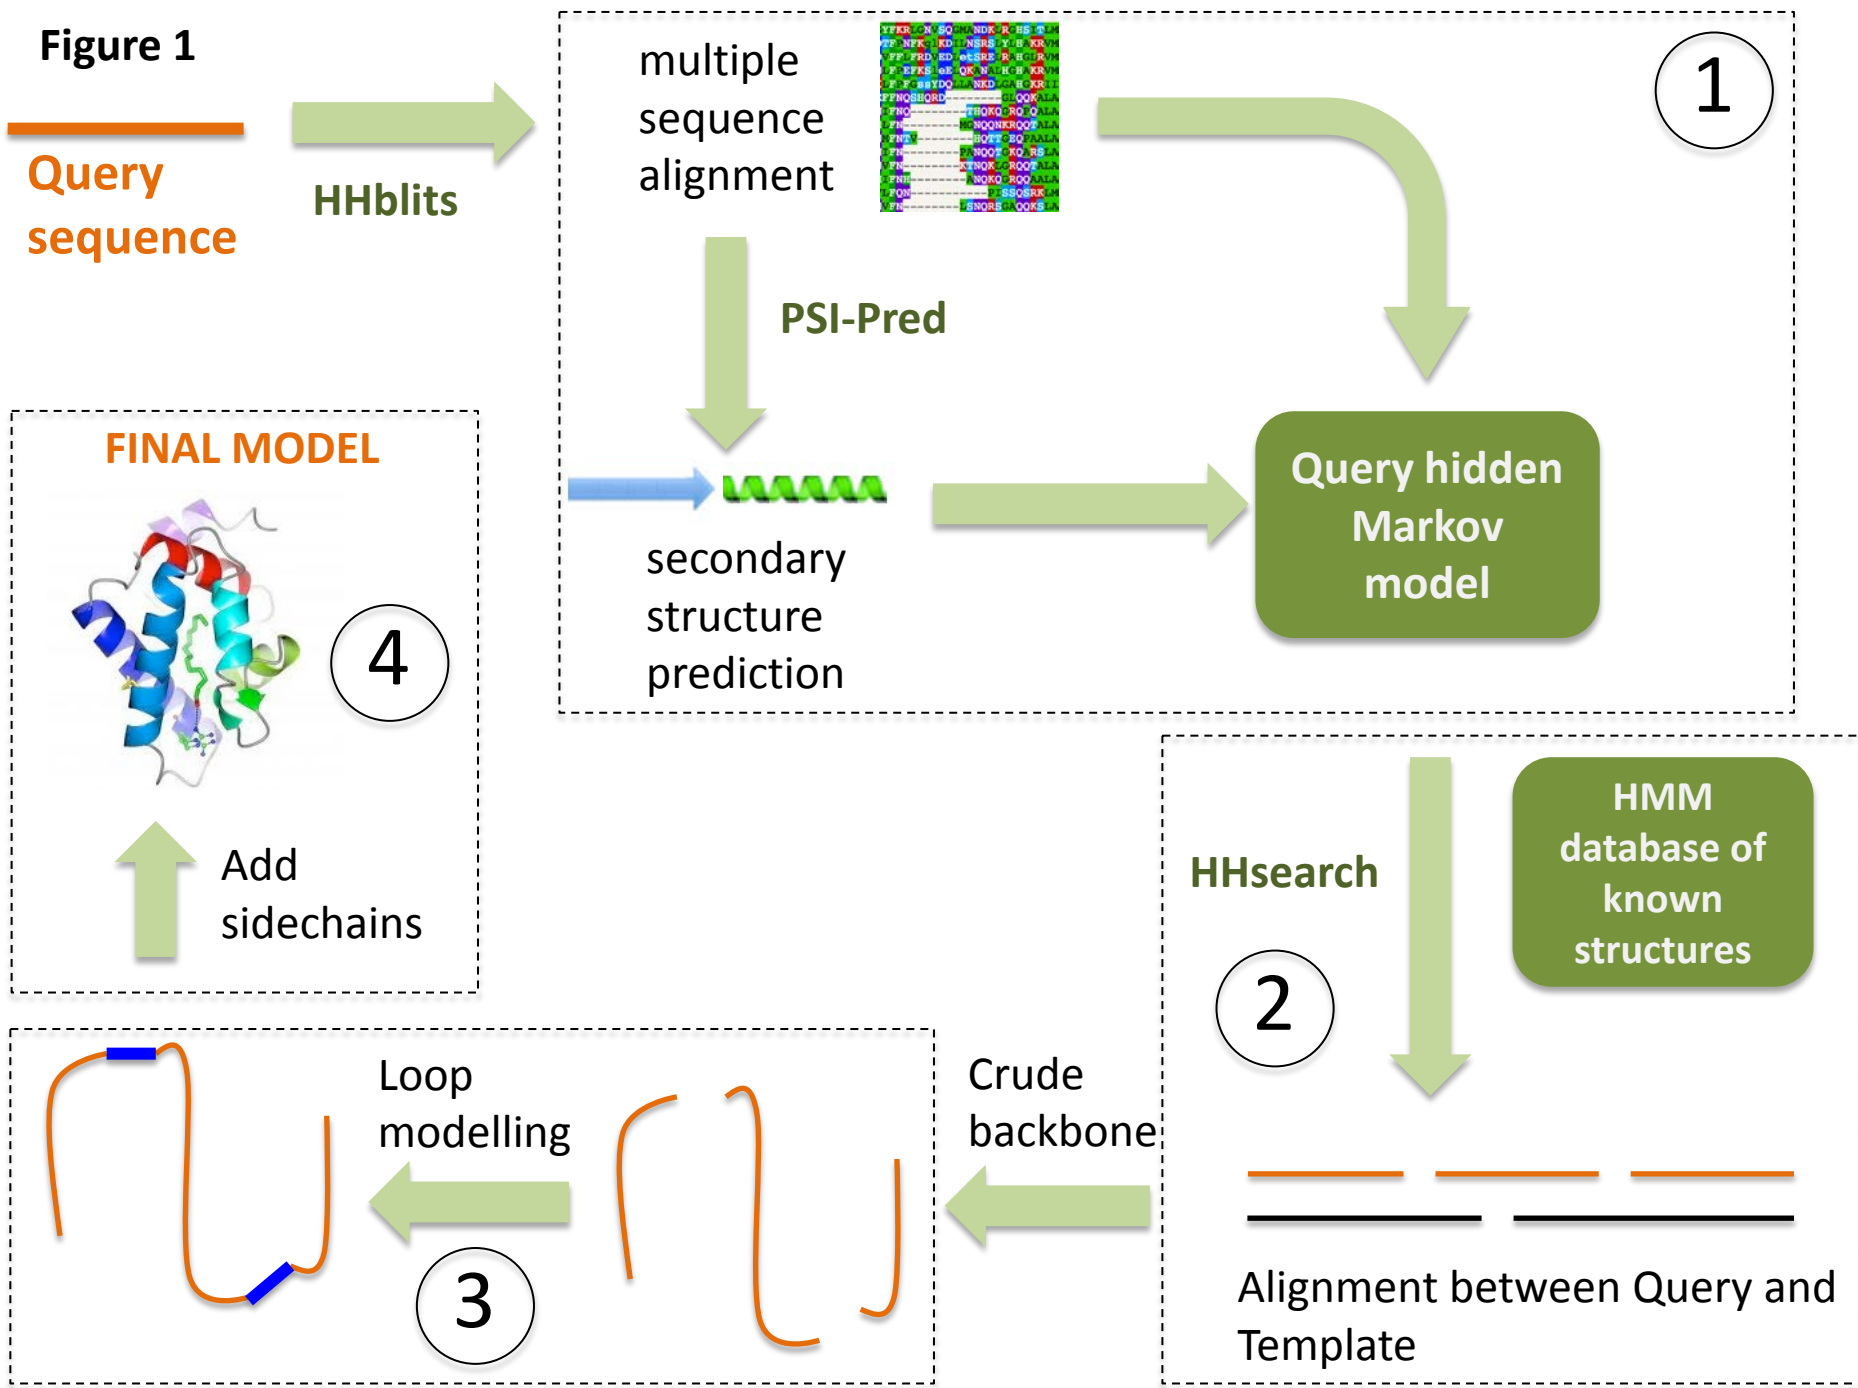 Figure 1
Query
sequence
HHblits
multiple
sequence
alignment
1
PSI-Pred
secondary
structure
prediction
Query hidden
Markov
model
HHsearch
HMM
database of
known
structures
2
Alignment between Query and
Template
Crude
backbone
Loop
modelling
3
Add
sidechains
FINAL MODEL
4